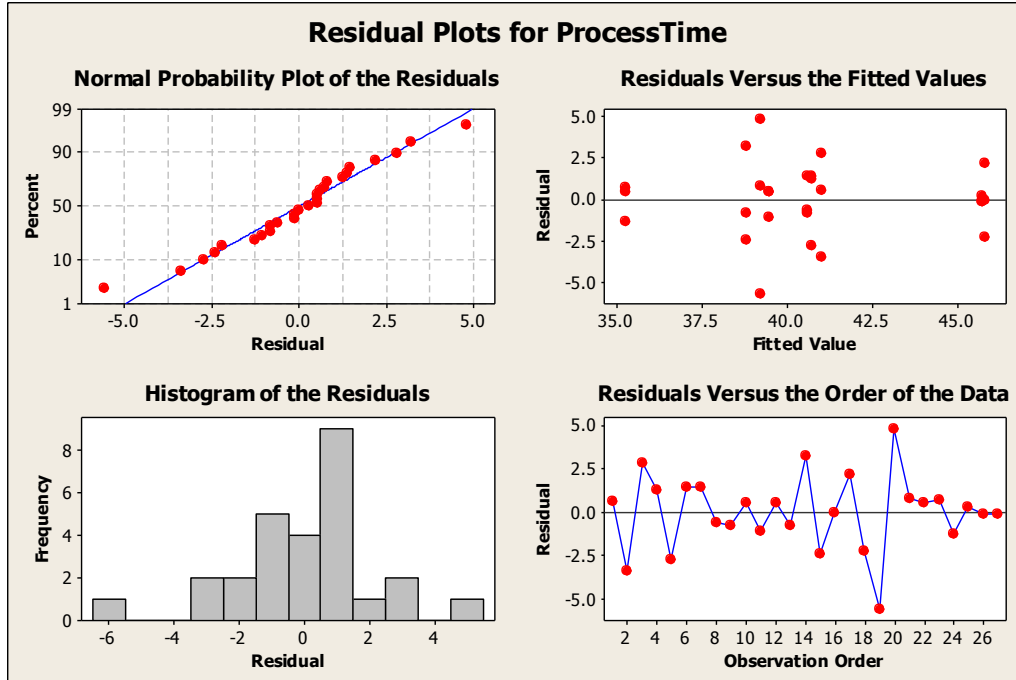 Residual Plots for ProcessTime
Normal Probability Plot of the Residuals
99
90
50
10
1
Percent
-5.0 -2.5 0.0 2.5 5.0
Residual
Residuals Versus the Fitted Values
5.0
2.5
0.0
-2.5
-5.0
Residual
35.0 37.5 40.0 42.5 45.0
Fitted Value
Histogram of the Residuals
8
6
4
2
0
Frequency
-6 -4 -2 0 2 4
Residual
Residuals Versus the Order of the Data
5.0
2.5
0.0
-2.5
-5.0
Residual
2 4 6 8 10 12 14 16 18 20 22 24 26
Observation Order